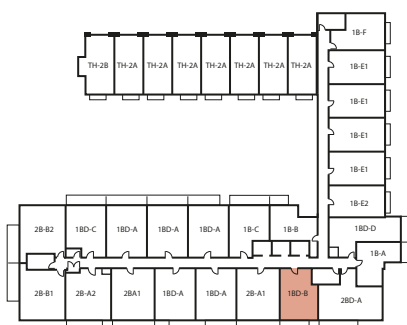 1B-F
TH-2B TH-2A TH-2A TH-2A TH-2A TH-2A TH-2A TH-2A
1B-E1
1B-E1
1B-E1
1B-E1
1B-E2
2B-B2 1BD-C 1BD-A 1BD-A 1BD-A 1B-C 1B-B 1BD-D
1B-A
2B-B1 2B-A2 2BA1 1BD-A 1BD-A 2B-A1 1BD-B 2BD-A